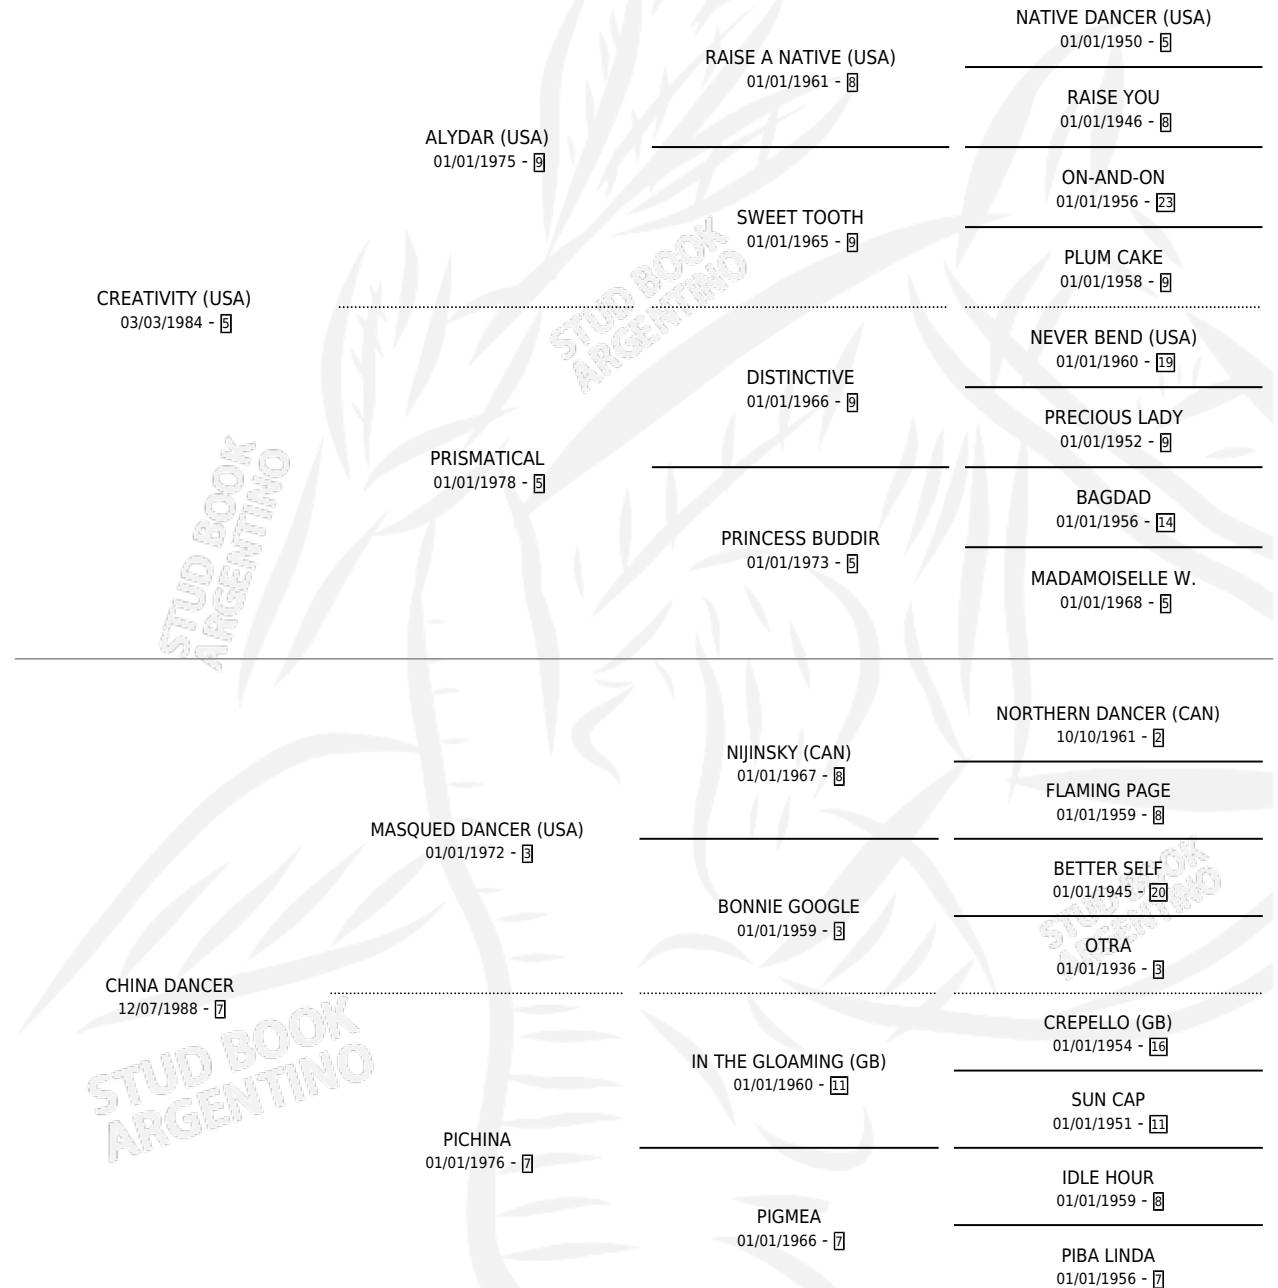 NATIVE DANCER (USA)
01/01/1950 - 5
RAISE A NATIVE (USA)
01/01/1961 - 8
RAISE YOU
01/01/1946 - 8
ALYDAR (USA)
01/01/1975 - 9
ON-AND-ON
01/01/1956 - 23
SWEET TOOTH
01/01/1965 - 9
PLUM CAKE
01/01/1958 - 9
CREATIVITY (USA)
03/03/1984 - 5
NEVER BEND (USA)
01/01/1960 - 19
DISTINCTIVE
01/01/1966 - 9
PRECIOUS LADY
01/01/1952 - 9
PRISMATICAL
01/01/1978 - 5
BAGDAD
01/01/1956 - 14
PRINCESS BUDDIR
01/01/1973 - 5
MADAMOISELLE W.
01/01/1968 - 5
NORTHERN DANCER (CAN)
10/10/1961 - 2
NIJINSKY (CAN)
01/01/1967 - 8
FLAMING PAGE
01/01/1959 - 8
MASQUED DANCER (USA)
01/01/1972 - 3
BETTER SELF
01/01/1945 - 20
BONNIE GOOGLE
01/01/1959 - 3
OTRA
01/01/1936 - 3
CHINA DANCER
12/07/1988 - 7
CREPELLO (GB)
01/01/1954 - 16
IN THE GLOAMING (GB)
01/01/1960 - 11
SUN CAP
01/01/1951 - 11
PICHINA
01/01/1976 - 7
IDLE HOUR
01/01/1959 - 8
PIGMEA
01/01/1966 - 7
PIBA LINDA
01/01/1956 - 7
STUD BOOK
ARGENTINO
STUD BOOK
ARGENTINO
STUD BOOK
ARGENTINO
STUD BOOK
ARGENTINO